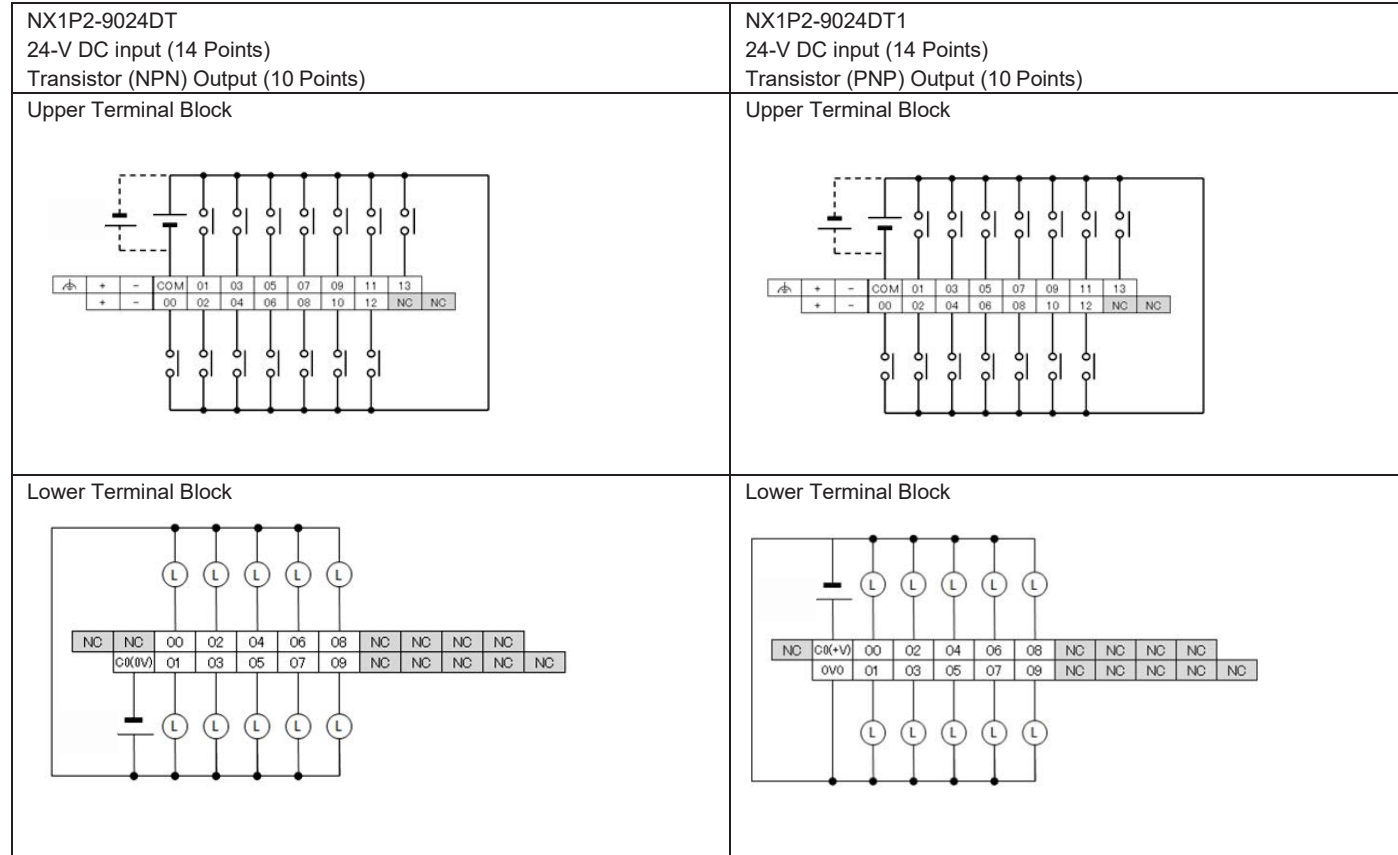 NX1P2-9024DT
24-V DC input (14 Points)
Transistor (NPN) Output (10 Points)
NX1P2-9024DT1
24-V DC input (14 Points)
Transistor (PNP) Output (10 Points)
Upper Terminal Block
+ - COM 01 03 05 07 09 11 13
+ - 00 02 04 06 08 10 12 NC NC
Upper Terminal Block
+ - COM 01 03 05 07 09 11 13
+ - 00 02 04 06 08 10 12 NC NC
Lower Terminal Block
L L L L L
NC NC 00 02 04 06 08 NC NC NC NC
C0(0V) 01 03 05 07 09 NC NC NC NC NC
L L L L L
Lower Terminal Block
L L L L L
NC C0(+V) 00 02 04 06 08 NC NC NC NC
0V0 01 03 05 07 09 NC NC NC NC NC
L L L L L